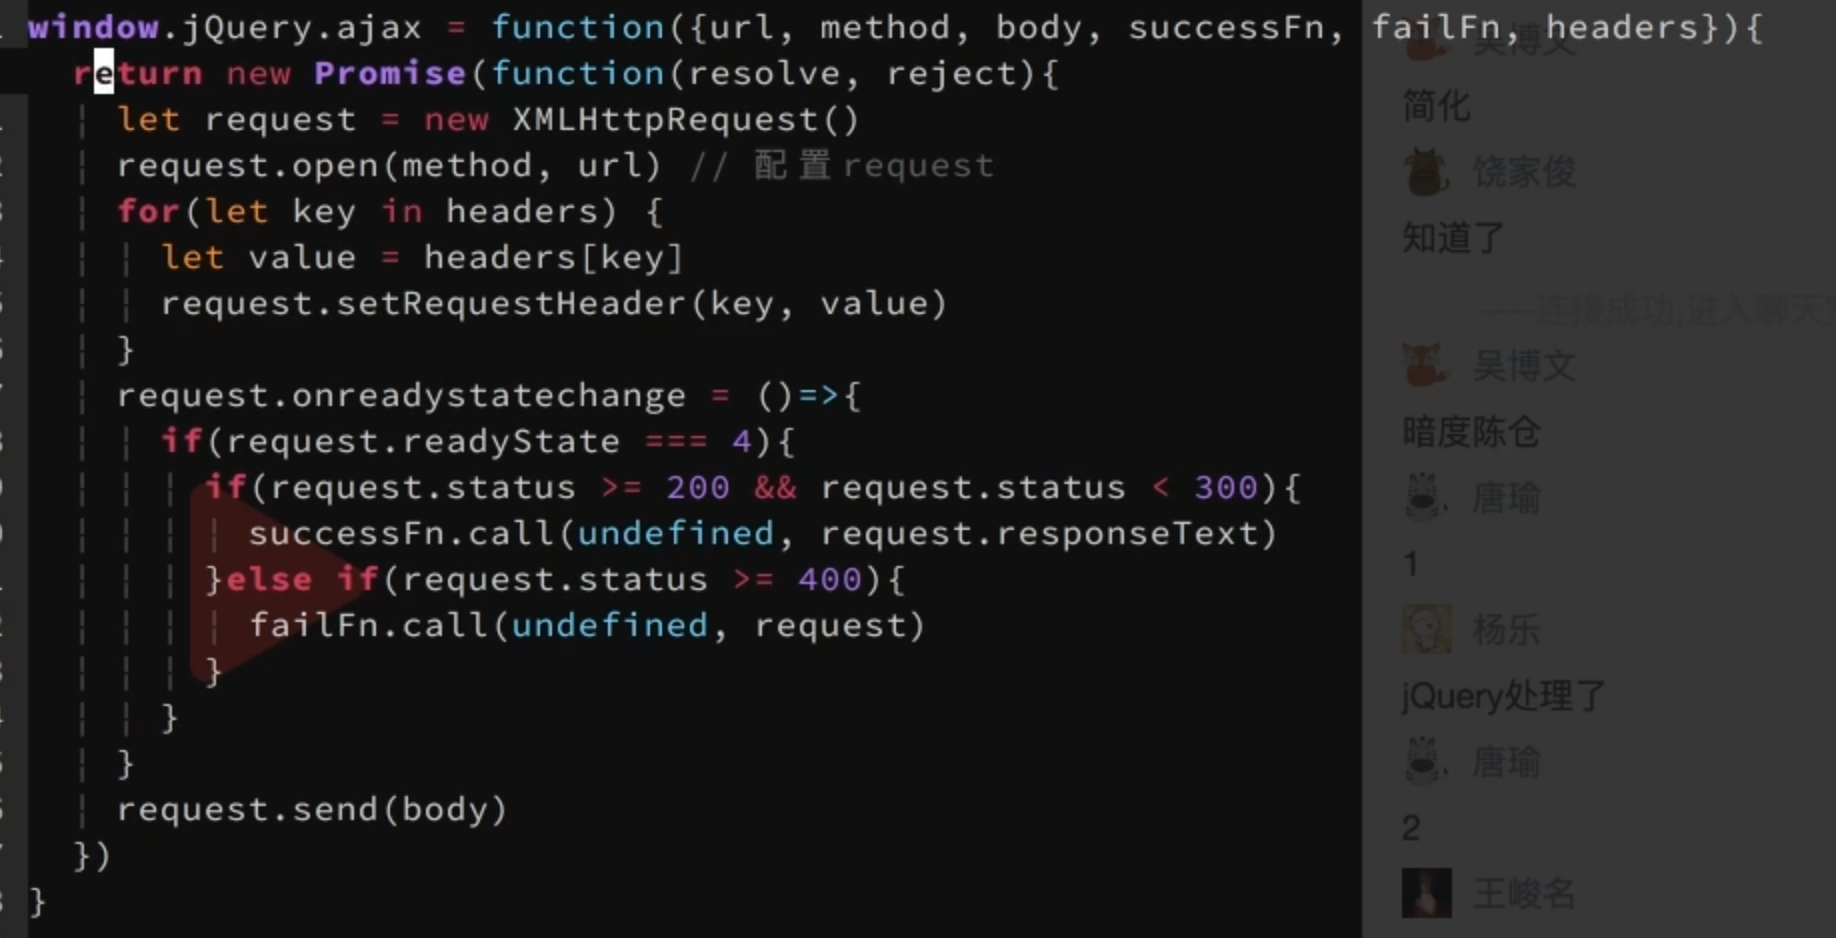 window.jQuery.ajax = function({url, method, body, successFn, failFn, headers}){
return new Promise(function(resolve, reject){
let request = new XMLHttpRequest()
request.open(method, url) // 配置request
for(let key in headers) {
let value = headers[key]
request.setRequestHeader(key, value)
}
request.onreadystatechange = ()=>{
if(request.readyState === 4){
if(request.status >= 200 && request.status < 300){
successFn.call(undefined, request.responseText)
}else if(request.status >= 400){
failFn.call(undefined, request)
}
}
}
request.send(body)
})
}
吴博文
简化
饶家俊
知道了
——连接成功,进入聊天
吴博文
暗度陈仓
唐瑜
1
杨乐
jQuery处理了
唐瑜
2
王峻名